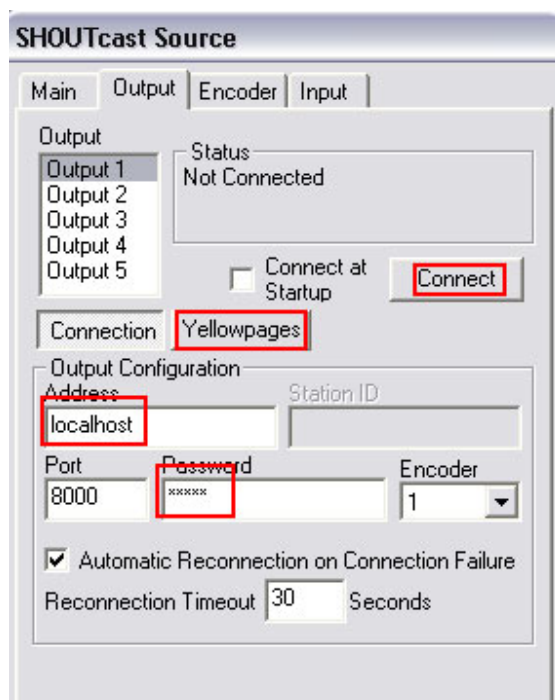 SHOUTcast Source
Main Output Encoder Input
Output
Output 1
Output 2
Output 3
Output 4
Output 5
Status
Not Connected
Connect at
Startup
Connect
Connection Yellowpages
Output Configuration
Address Station ID
localhost
Port Password Encoder
8000 ***** 1
Automatic Reconnection on Connection Failure
Reconnection Timeout 30 Seconds